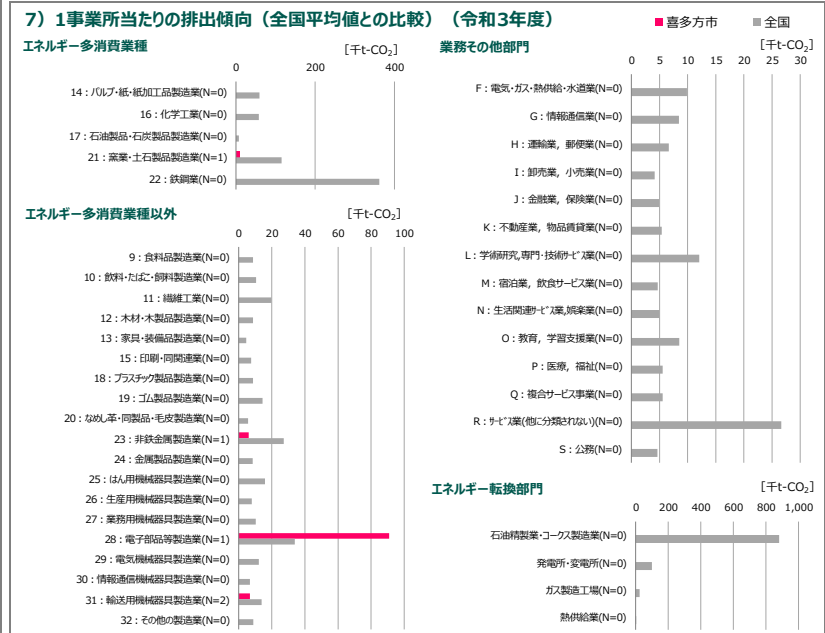 7）1事業所当たりの排出傾向（全国平均値との比較）（令和3年度）
■喜多方市 ■全国
エネルギー多消費業種
[千t-CO₂]
0 200 400
14：パルプ・紙・紙加工品製造業(N=0)
16：化学工業(N=0)
17：石油製品・石炭製品製造業(N=0)
21：窯業・土石製品製造業(N=1)
22：鉄鋼業(N=0)
エネルギー多消費業種以外
[千t-CO₂]
0 20 40 60 80 100
9：食料品製造業(N=0)
10：飲料・たばこ・飼料製造業(N=0)
11：繊維工業(N=0)
12：木材・木製品製造業(N=0)
13：家具・装備品製造業(N=0)
15：印刷・同関連業(N=0)
18：プラスチック製品製造業(N=0)
19：ゴム製品製造業(N=0)
20：なめし革・同製品・毛皮製造業(N=0)
23：非鉄金属製造業(N=1)
24：金属製品製造業(N=0)
25：はん用機械器具製造業(N=0)
26：生産用機械器具製造業(N=0)
27：業務用機械器具製造業(N=0)
28：電子部品等製造業(N=1)
29：電気機械器具製造業(N=0)
30：情報通信機械器具製造業(N=0)
31：輸送用機械器具製造業(N=2)
32：その他の製造業(N=0)
業務その他部門
[千t-CO₂]
0 5 10 15 20 25 30
F：電気・ガス・熱供給・水道業(N=0)
G：情報通信業(N=0)
H：運輸業，郵便業(N=0)
I：卸売業，小売業(N=0)
J：金融業，保険業(N=0)
K：不動産業，物品賃貸業(N=0)
L：学術研究,専門・技術ｻｰﾋﾞｽ業(N=0)
M：宿泊業，飲食サービス業(N=0)
N：生活関連ｻｰﾋﾞｽ業,娯楽業(N=0)
O：教育，学習支援業(N=0)
P：医療，福祉(N=0)
Q：複合サービス事業(N=0)
R：ｻｰﾋﾞｽ業(他に分類されない)(N=0)
S：公務(N=0)
エネルギー転換部門
[千t-CO₂]
0 200 400 600 800 1,000
石油精製業・コークス製造業(N=0)
発電所・変電所(N=0)
ガス製造工場(N=0)
熱供給業(N=0)